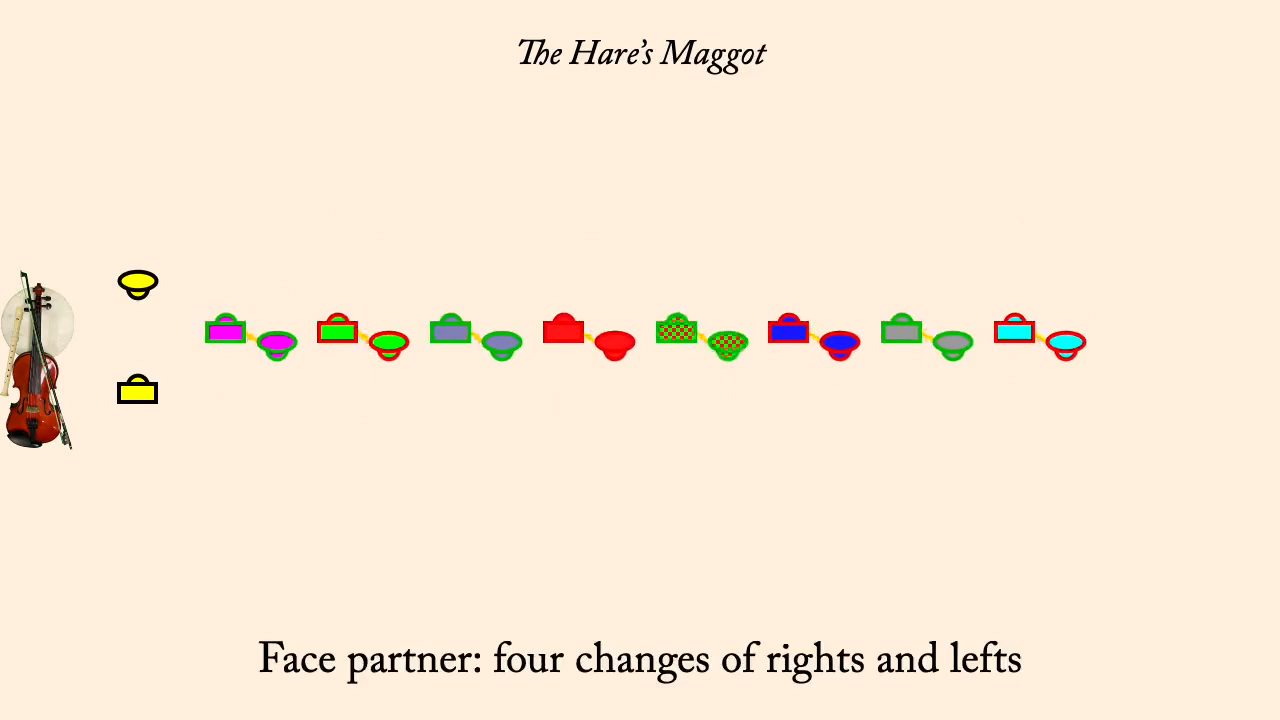 The Hare’s Maggot
Face partner: four changes of rights and lefts